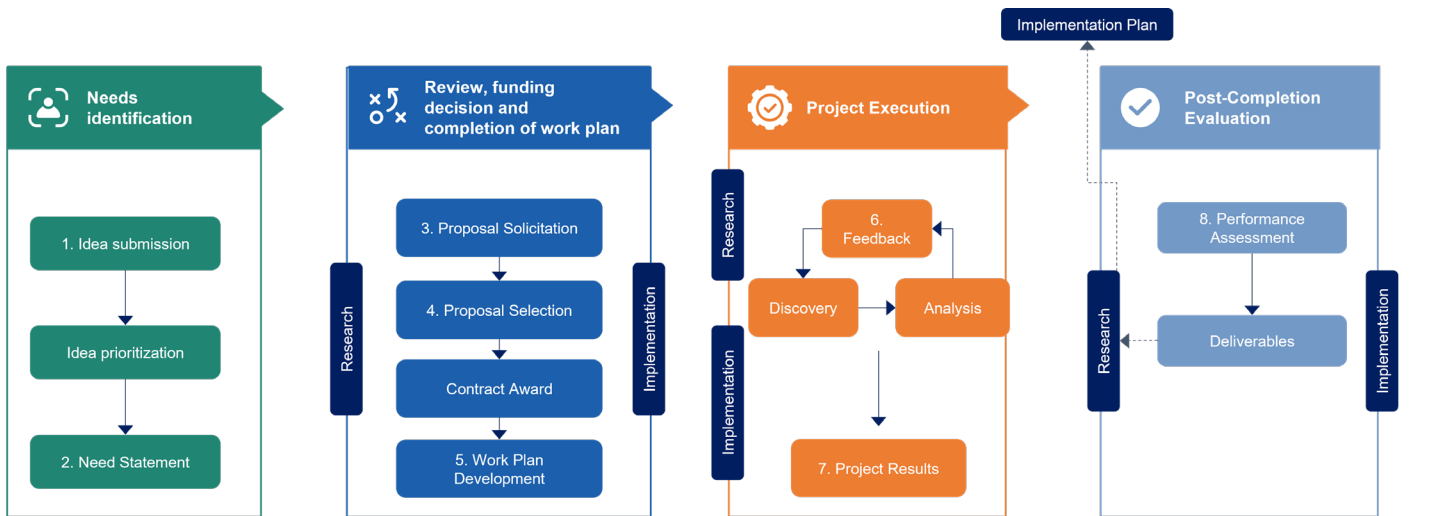 Implementation Plan
Needs
identification
1. Idea submission
Idea prioritization
2. Need Statement
Review, funding
decision and
completion of work plan
Research
3. Proposal Solicitation
4. Proposal Selection
Contract Award
5. Work Plan
Development
Implementation
Project Execution
Research
Implementation
6.
Feedback
Discovery
Analysis
7. Project Results
Post-Completion
Evaluation
Research
8. Performance
Assessment
Deliverables
Implementation